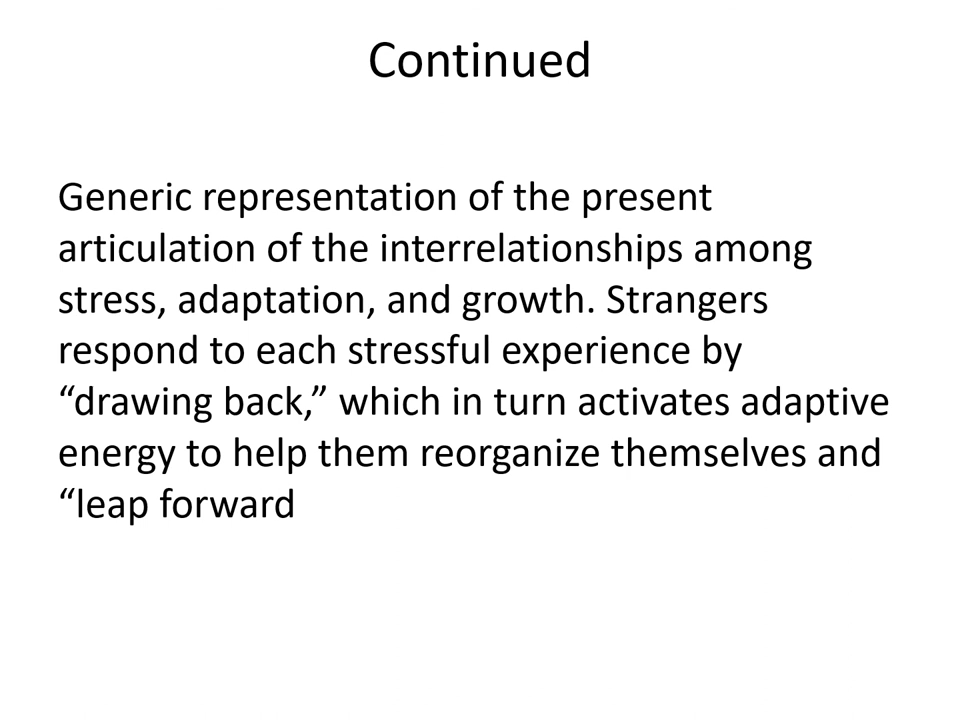 Continued
Generic representation of the present
articulation of the interrelationships among
stress, adaptation, and growth. Strangers
respond to each stressful experience by
“drawing back,” which in turn activates adaptive
energy to help them reorganize themselves and
“leap forward